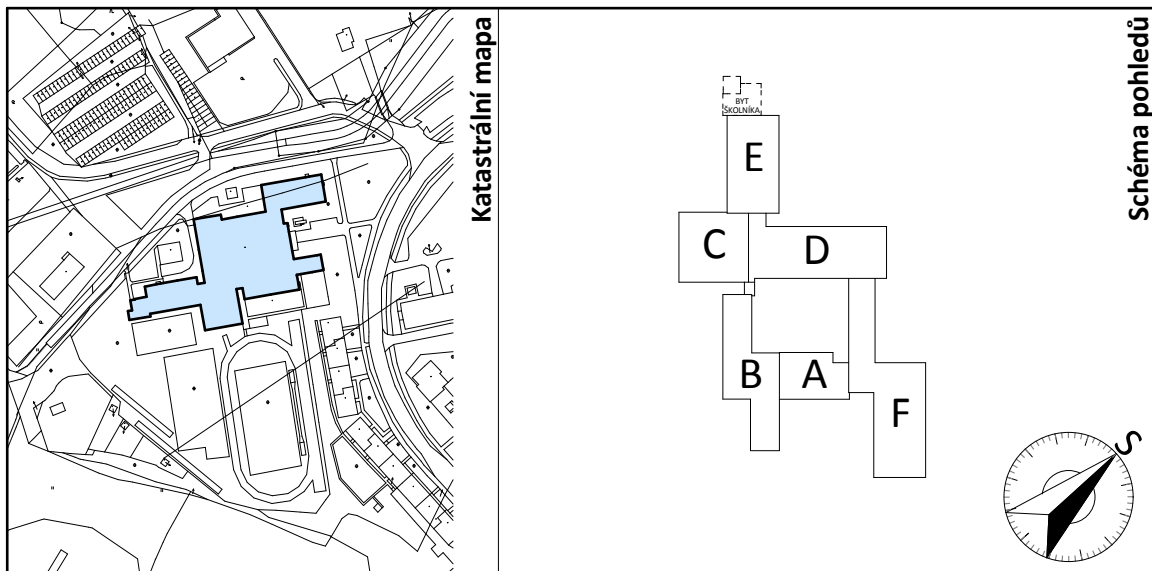 Katastrální mapa
Schéma pohledů
BYT
ŠKOLNÍKA
E
C
D
B
A
F
S